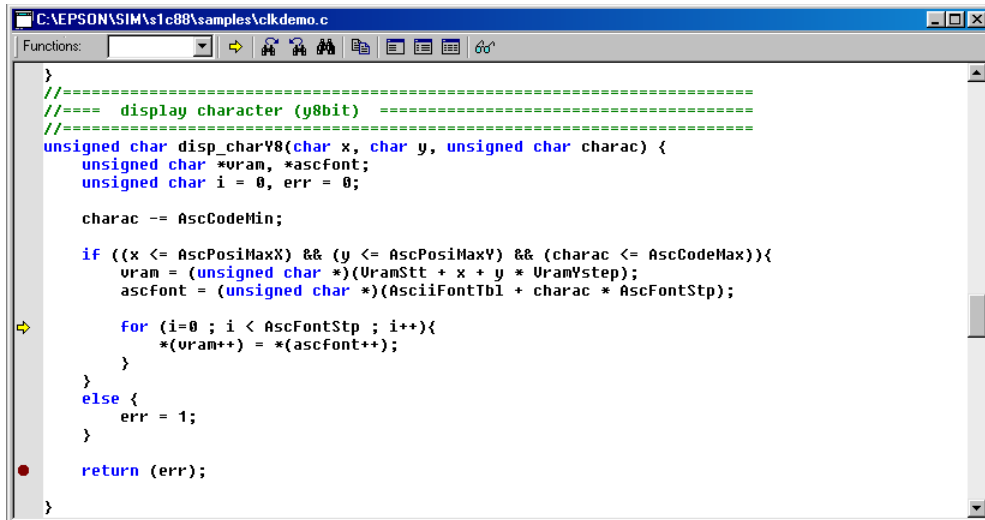 C:\EPSON\SIM\s1c88\samples\clkdemo.c
Functions:
}
//=========================================================================
//==== display character (y8bit) =======================================
//=========================================================================
unsigned char disp_charY8(char x, char y, unsigned char charac) {
unsigned char *vram, *ascfont;
unsigned char i = 0, err = 0;
charac -= AscCodeMin;
if ((x <= AscPosiMaxX) && (y <= AscPosiMaxY) && (charac <= AscCodeMax)){
vram = (unsigned char *)(VramStt + x + y * VramYstep);
ascfont = (unsigned char *)(AsciiFontTbl + charac * AscFontStp);
for (i=0 ; i < AscFontStp ; i++){
*(vram++) = *(ascfont++);
}
}
else {
err = 1;
}
return (err);
}